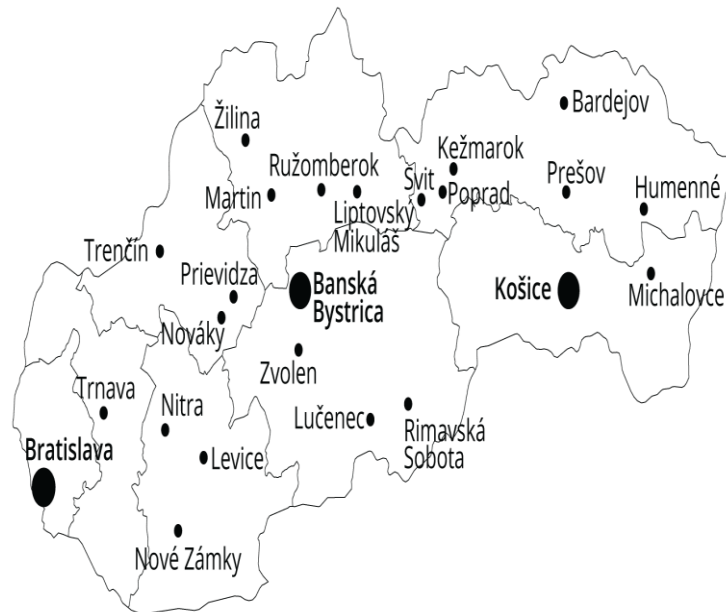 Bardejov
Žilina
Kežmarok
Ružomberok
Svit
Prešov
Humenné
Martin
Poprad
Liptovský
Mikuláš
Trenčín
Prievidza
Banská
Bystrica
Košice
Michalovce
Nováky
Zvolen
Trnava
Nitra
Lučenec
Rimavská
Sobota
Bratislava
Levice
Nové Zámky